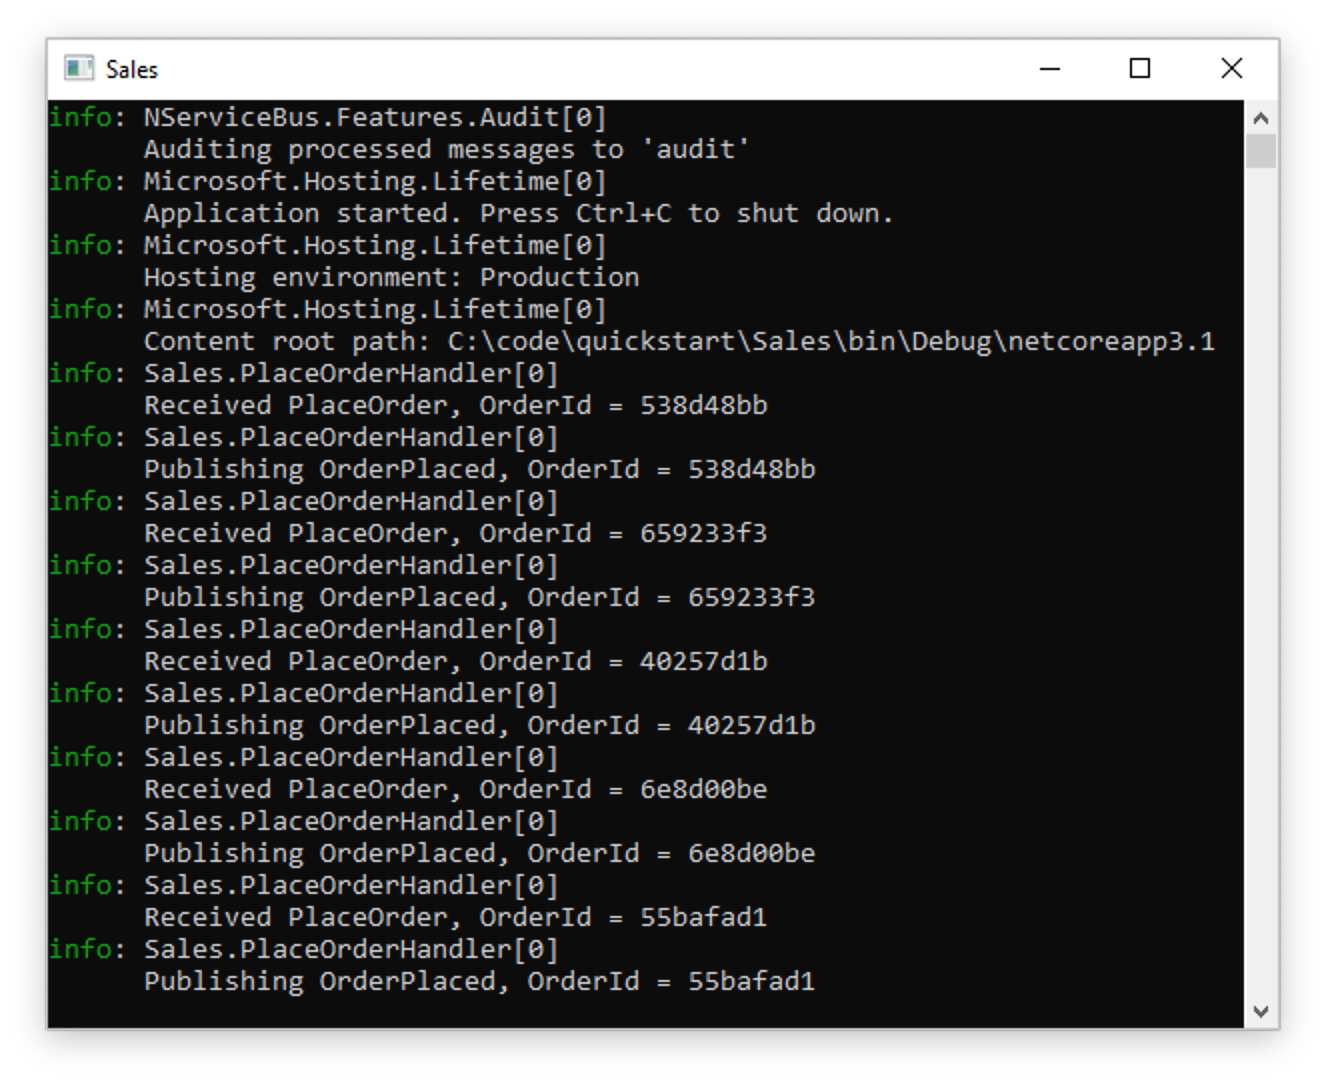 Sales
info: NServiceBus.Features.Audit[0]
      Auditing processed messages to 'audit'
info: Microsoft.Hosting.Lifetime[0]
      Application started. Press Ctrl+C to shut down.
info: Microsoft.Hosting.Lifetime[0]
      Hosting environment: Production
info: Microsoft.Hosting.Lifetime[0]
      Content root path: C:\code\quickstart\Sales\bin\Debug\netcoreapp3.1
info: Sales.PlaceOrderHandler[0]
      Received PlaceOrder, OrderId = 538d48bb
info: Sales.PlaceOrderHandler[0]
      Publishing OrderPlaced, OrderId = 538d48bb
info: Sales.PlaceOrderHandler[0]
      Received PlaceOrder, OrderId = 659233f3
info: Sales.PlaceOrderHandler[0]
      Publishing OrderPlaced, OrderId = 659233f3
info: Sales.PlaceOrderHandler[0]
      Received PlaceOrder, OrderId = 40257d1b
info: Sales.PlaceOrderHandler[0]
      Publishing OrderPlaced, OrderId = 40257d1b
info: Sales.PlaceOrderHandler[0]
      Received PlaceOrder, OrderId = 6e8d00be
info: Sales.PlaceOrderHandler[0]
      Publishing OrderPlaced, OrderId = 6e8d00be
info: Sales.PlaceOrderHandler[0]
      Received PlaceOrder, OrderId = 55bafad1
info: Sales.PlaceOrderHandler[0]
      Publishing OrderPlaced, OrderId = 55bafad1